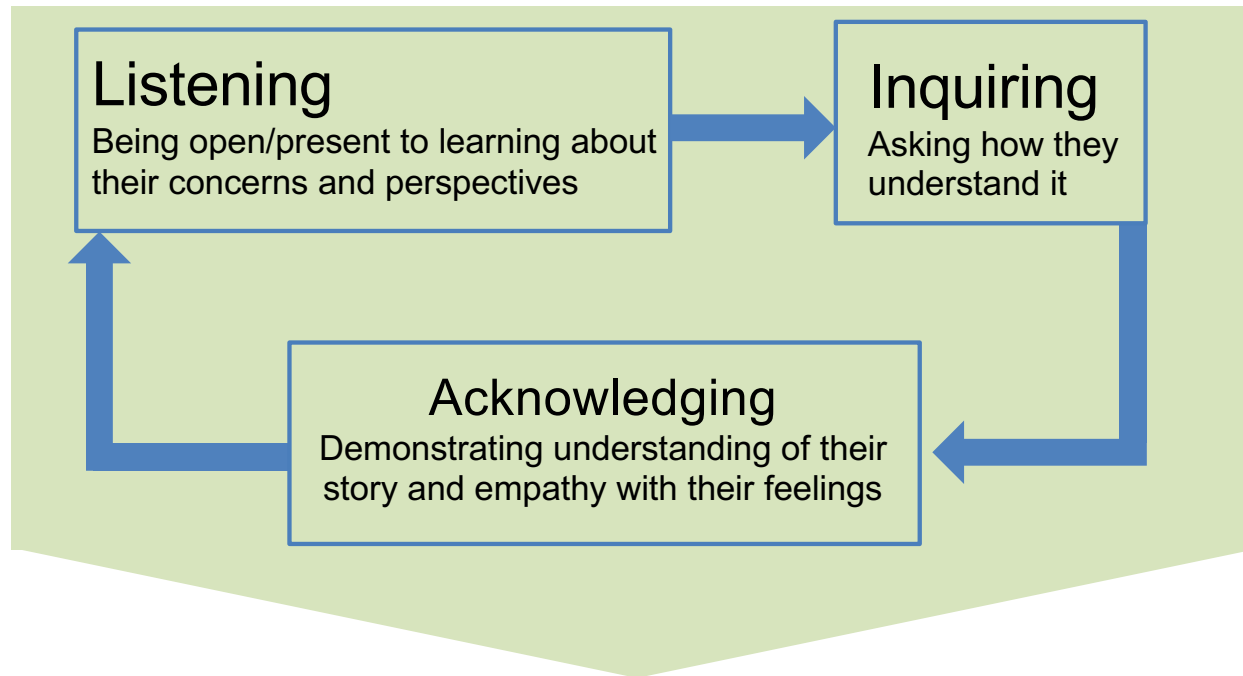 Listening
Being open/present to learning about
their concerns and perspectives
Inquiring
Asking how they
understand it
Acknowledging
Demonstrating understanding of their
story and empathy with their feelings